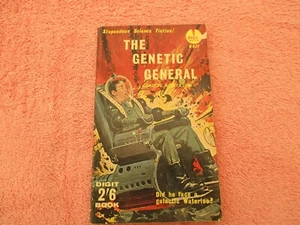 Stupendous Science Fiction!
THE
GENETIC
GENERAL
DIGIT
2'6
BOOK
Did he face a
galactic Waterloo?